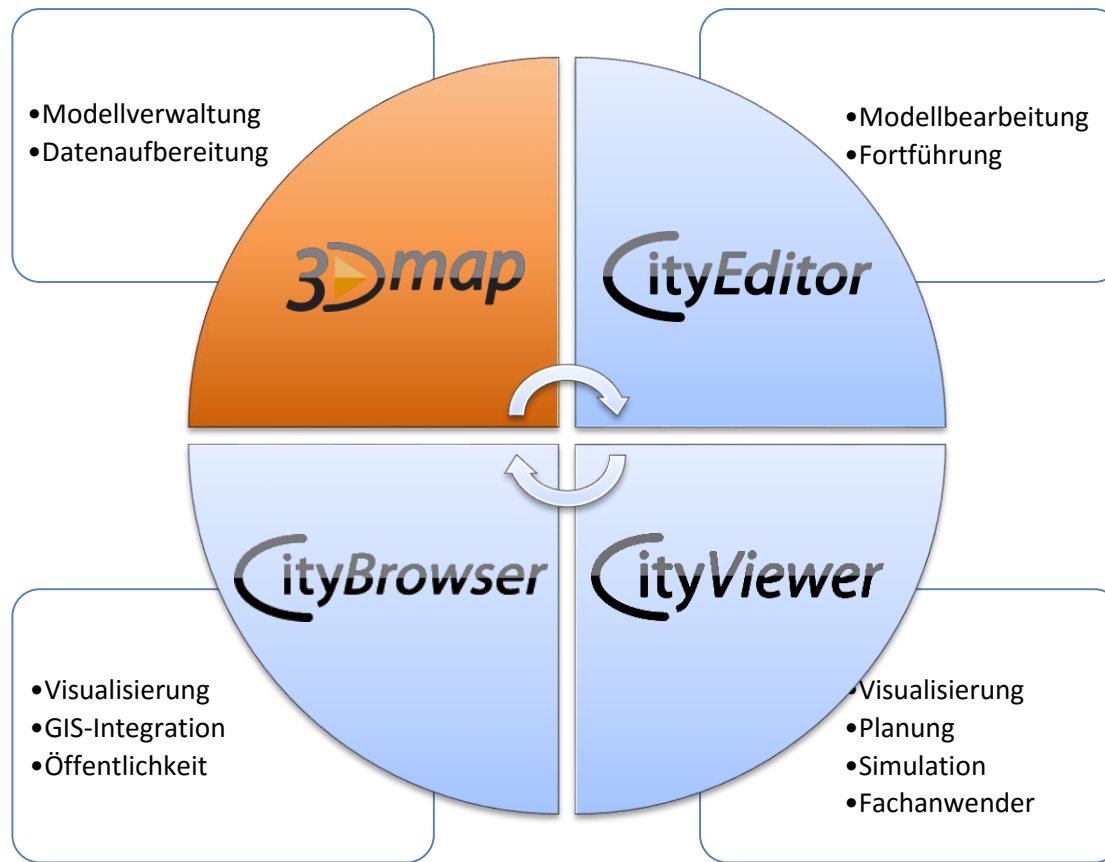 •Modellverwaltung
•Datenaufbereitung
•Modellbearbeitung
•Fortführung
3Dmap
CityEditor
CityBrowser
CityViewer
•Visualisierung
•GIS-Integration
•Öffentlichkeit
•Visualisierung
•Planung
•Simulation
•Fachanwender